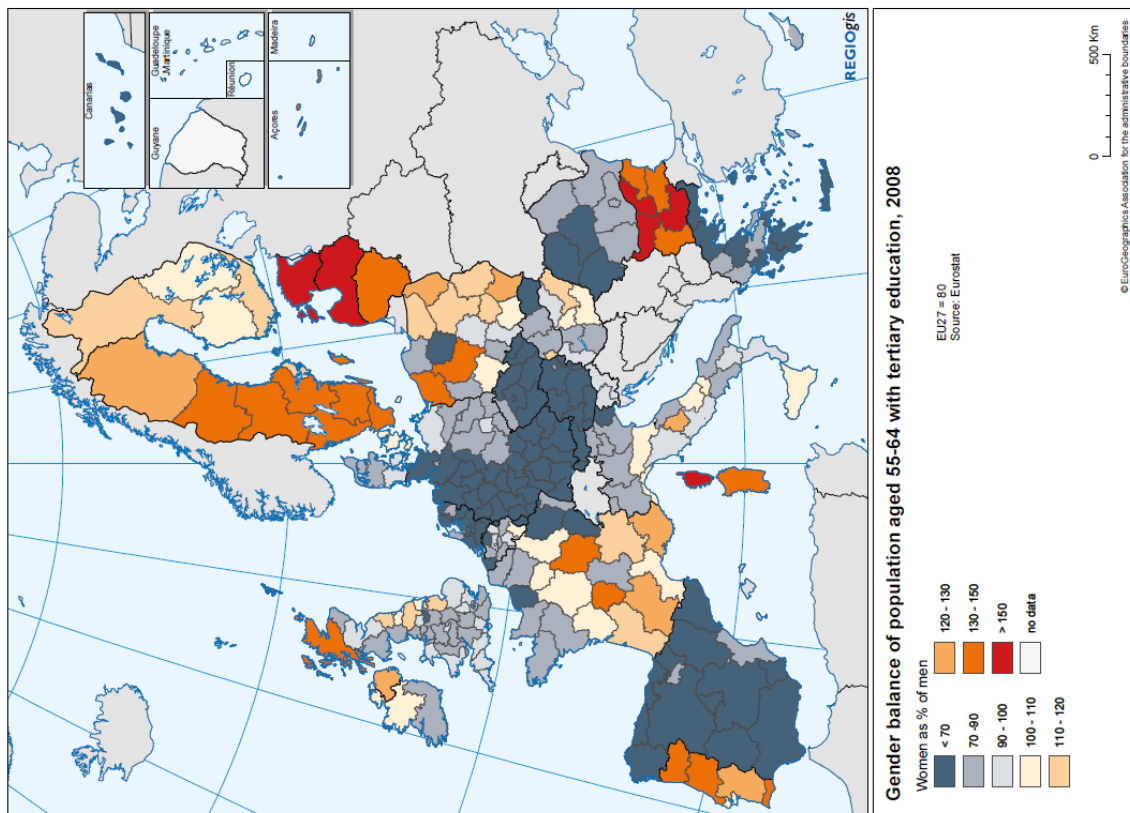 Canarias
Guyane
Guadeloupe
Martinique
Réunion
Açores
Madeira
REGIOgis
Gender balance of population aged 55-64 with tertiary education, 2008
Women as % of men
< 70
70 -90
90 - 100
100 - 110
110 - 120
120 - 130
130 - 150
> 150
no data
EU27 = 80
Source: Eurostat
0 500 Km
© EuroGeographics Association for the administrative boundaries